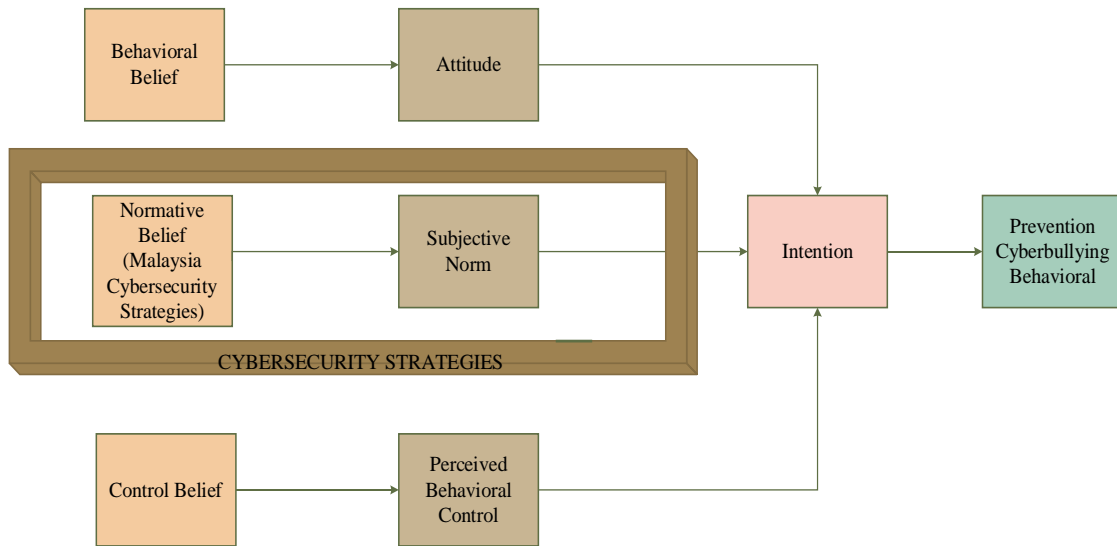 Behavioral
Belief
Attitude
Normative
Belief
(Malaysia
Cybersecurity
Strategies)
Subjective
Norm
Intention
Prevention
Cyberbullying
Behavioral
CYBERSECURITY STRATEGIES
Control Belief
Perceived
Behavioral
Control